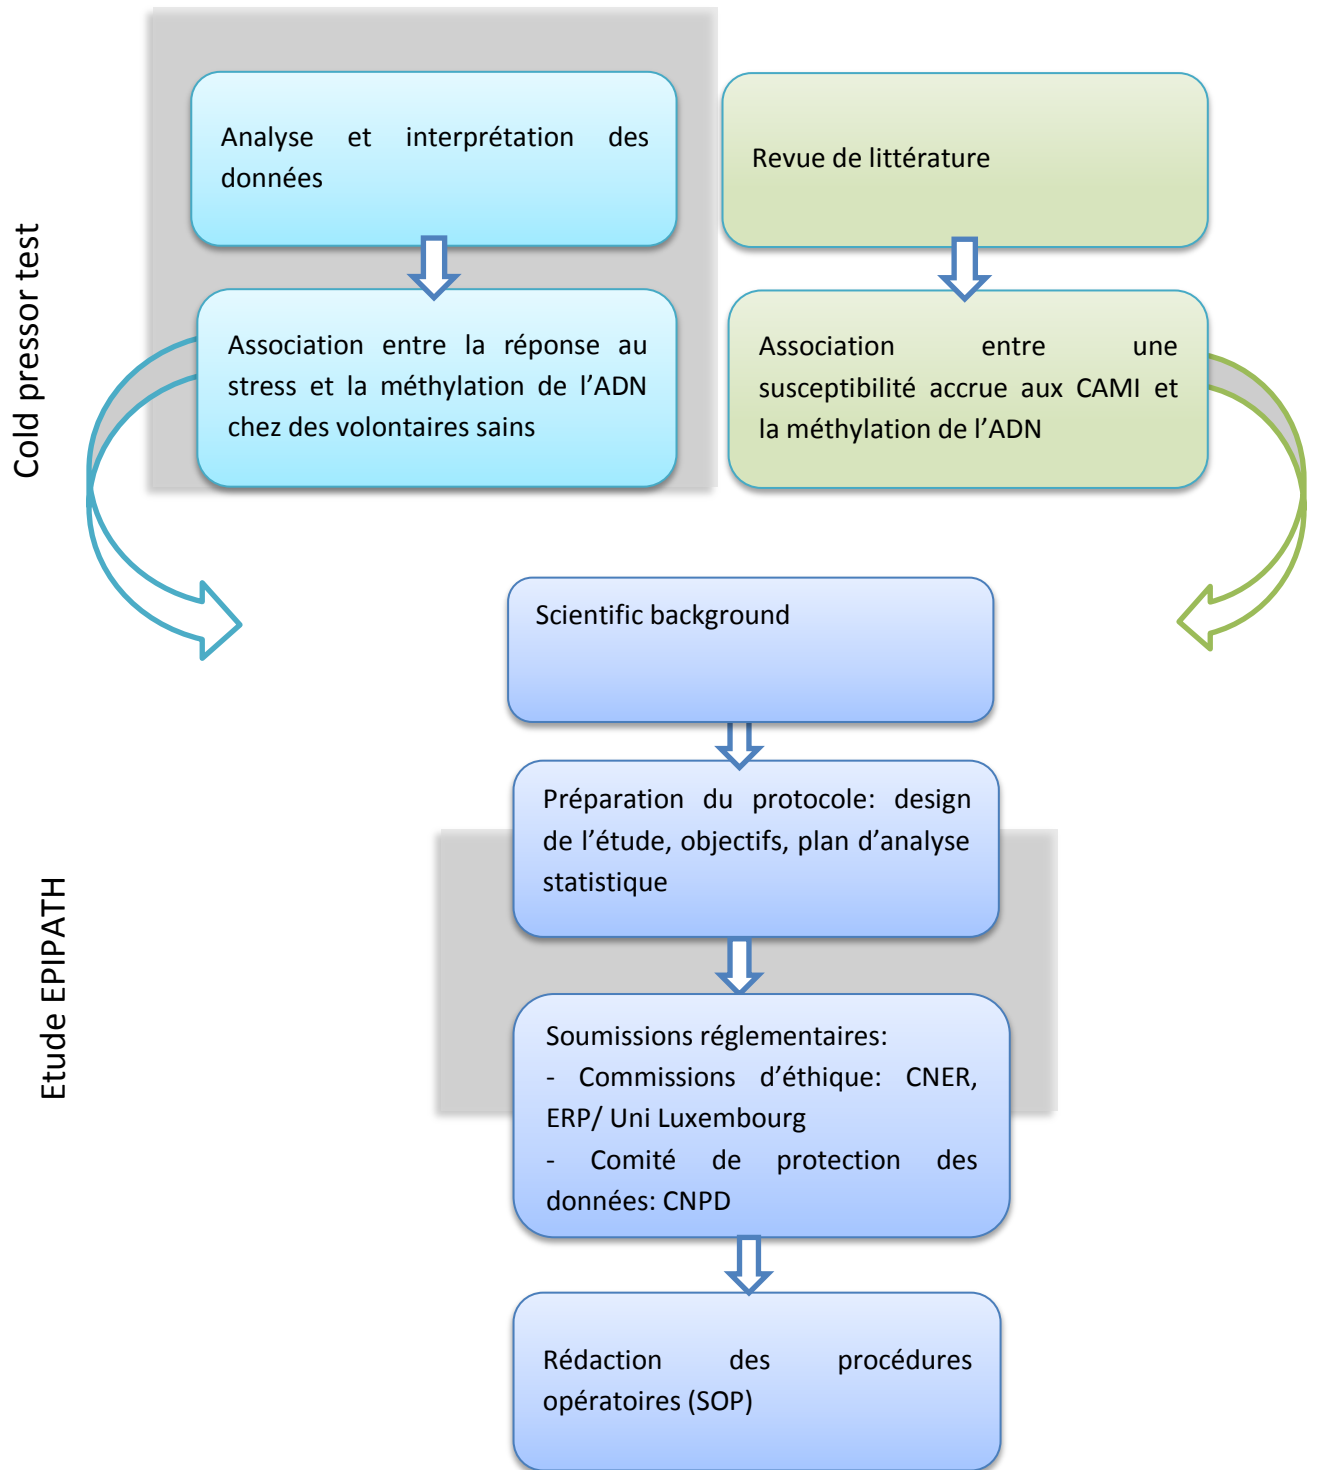 Cold pressor test
Analyse et interprétation des
données
Revue de littérature
Association entre la réponse au
stress et la méthylation de l’ADN
chez des volontaires sains
Association entre une
susceptibilité accrue aux CAMI et
la méthylation de l’ADN
Etude EPIPATH
Scientific background
Préparation du protocole: design
de l’étude, objectifs, plan d’analyse
statistique
Soumissions réglementaires:
- Commissions d’éthique: CNER,
ERP/ Uni Luxembourg
- Comité de protection des
données: CNPD
Rédaction des procédures
opératoires (SOP)